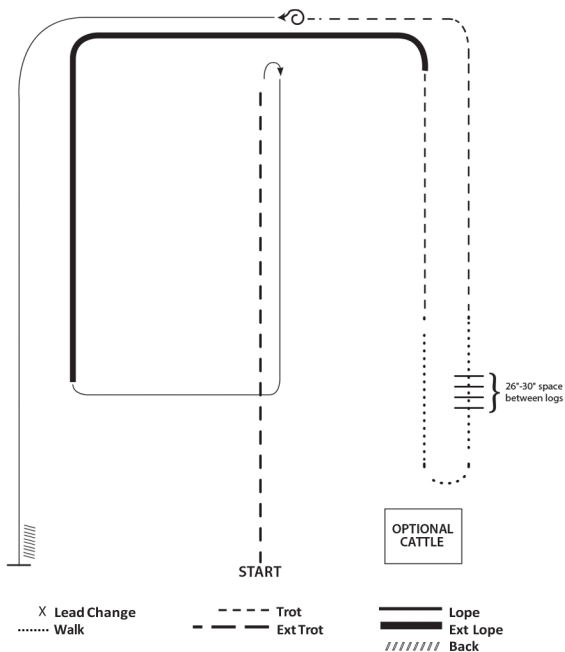 26"-30" space
between logs
OPTIONAL
CATTLE
START
X Lead Change
Walk
Trot
Ext Trot
Lope
Ext Lope
Back